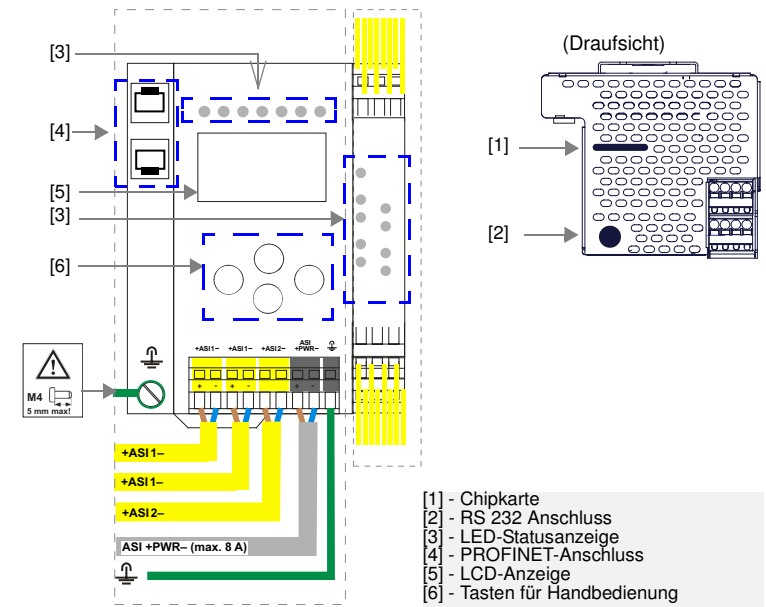 [3]
[4]
[5]
[3]
[6]
(Draufsicht)
[1]
[2]
+ASI1– +ASI1– +ASI2– ASI +PWR–
+ - + - + -
M4
5 mm max!
+ASI1–
+ASI1–
+ASI2–
ASI +PWR– (max. 8 A)
[1] - Chipkarte
[2] - RS 232 Anschluss
[3] - LED-Statusanzeige
[4] - PROFINET-Anschluss
[5] - LCD-Anzeige
[6] - Tasten für Handbedienung